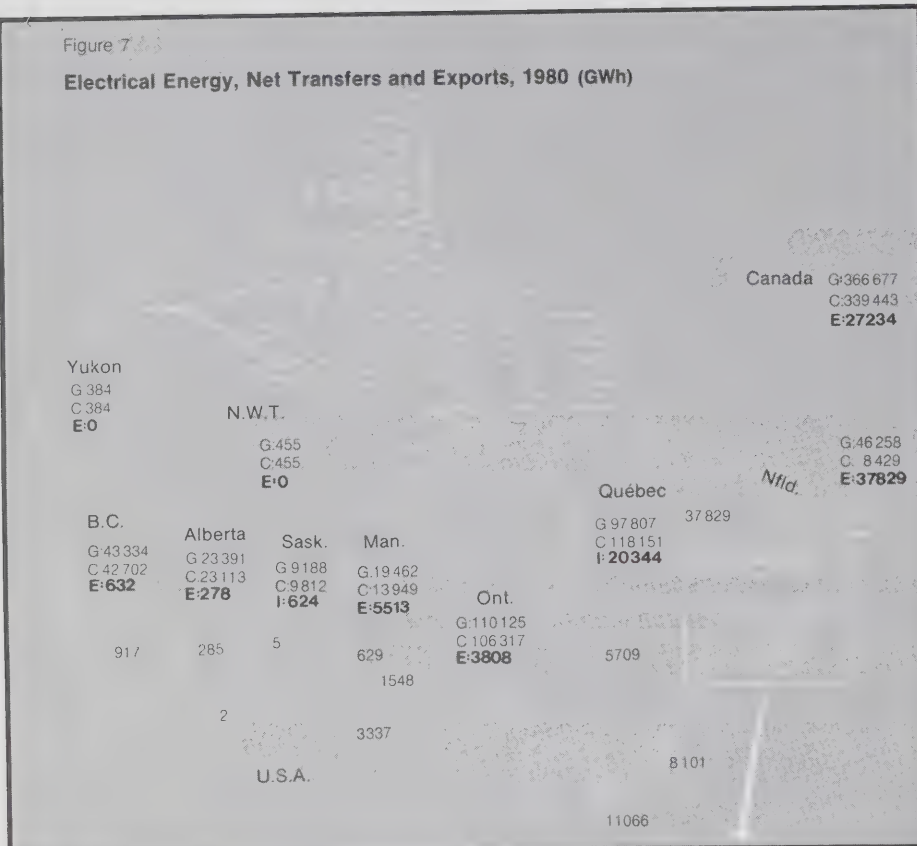 Figure 7
Electrical Energy, Net Transfers and Exports, 1980 (GWh)
Canada G:366 677
C:339 443
E:27234
Yukon
G 384
C 384
E:0
N.W.T.
G:455
C:455
E:0
G:46 258
C. 8 429
E:37829
Nfld.
Québec
G 97 807
C 118 151
I:20344
37 829
B.C.
G:43 334
C 42 702
E:632
Alberta
G 23 391
C.23 113
E:278
Sask.
G 9188
C:9812
I:624
Man.
G.19 462
C:13 949
E:5513
Ont.
G:110 125
C 106 317
E:3808
917
285
5
629
1548
5709
2
3337
U.S.A.
8 101
11066